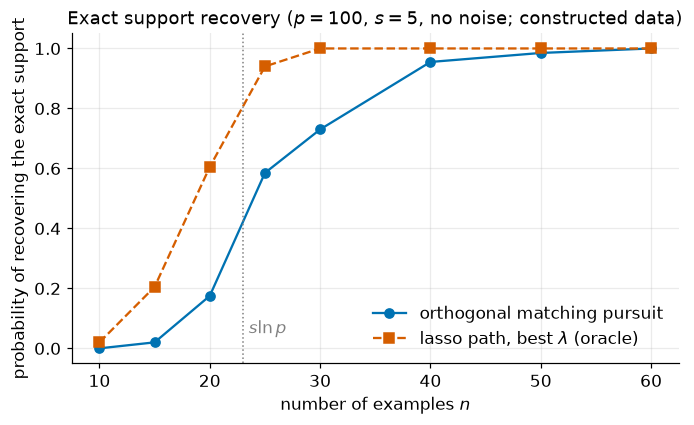 Exact support recovery (p = 100, s = 5, no noise; constructed data)
probability of recovering the exact support
1.0
0.8
0.6
0.4
0.2
0.0
s ln p
orthogonal matching pursuit
lasso path, best λ (oracle)
10 20 30 40 50 60
number of examples n